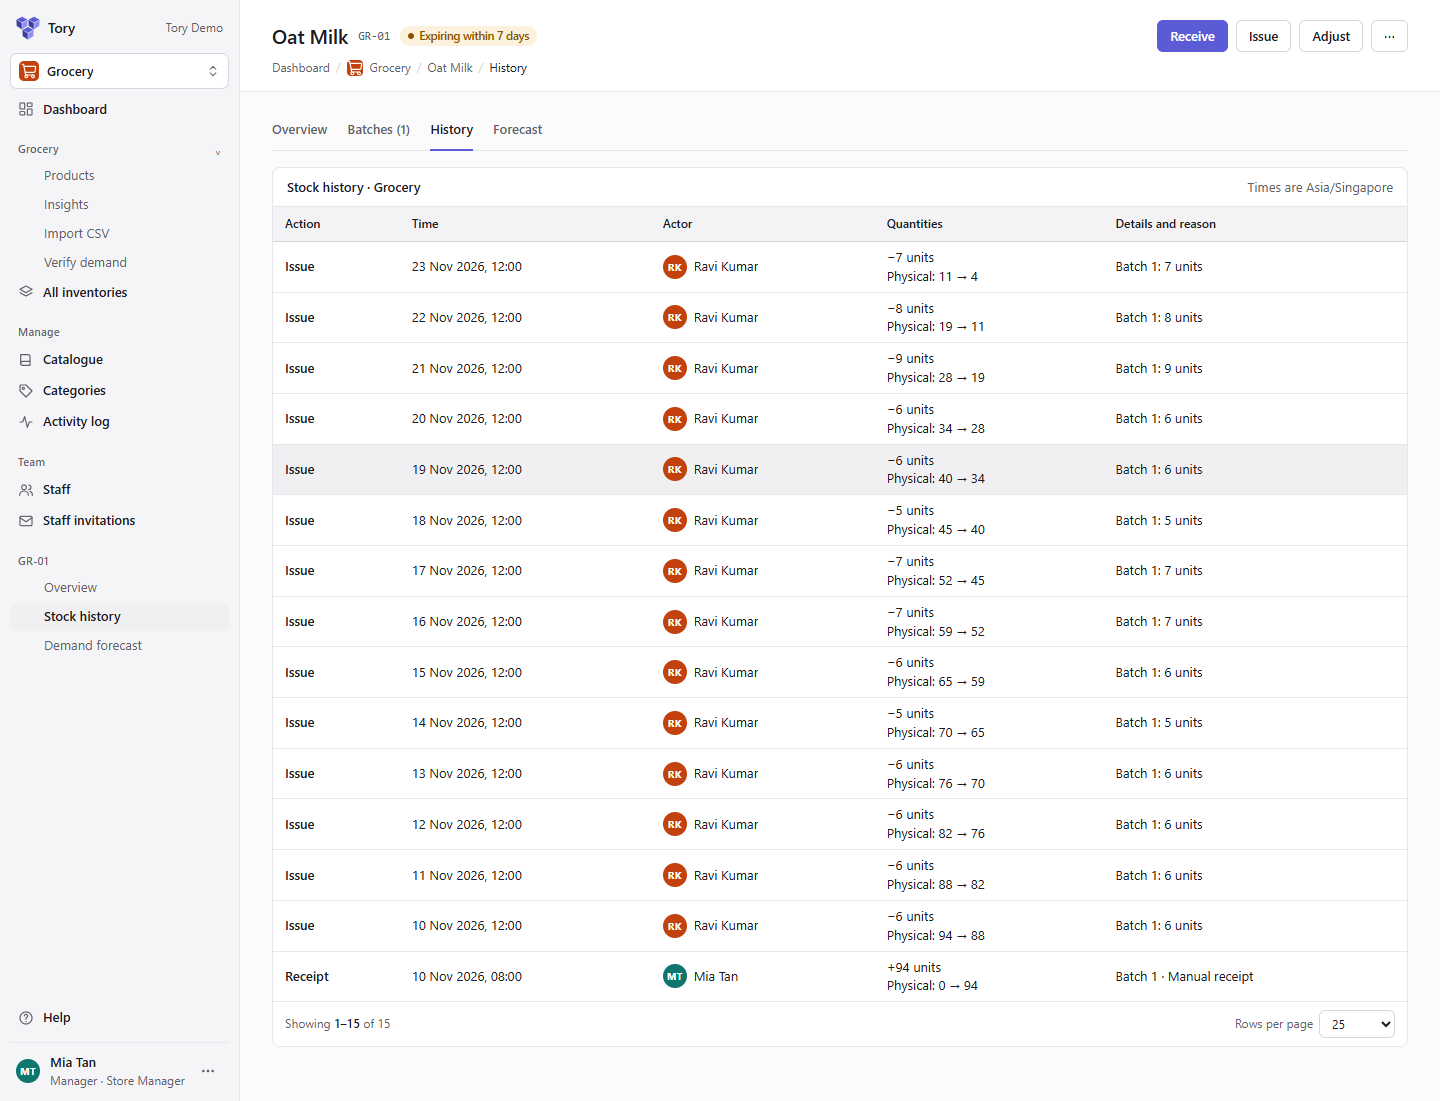 Tory
Tory Demo
Grocery
Dashboard
Grocery
Products
Insights
Import CSV
Verify demand
All inventories
Manage
Catalogue
Categories
Activity log
Team
Staff
Staff invitations
GR-01
Overview
Stock history
Demand forecast
Help
MT
Mia Tan
Manager · Store Manager
Oat Milk GR-01 Expiring within 7 days
Receive Issue Adjust ···
Dashboard / Grocery / Oat Milk / History
Overview Batches (1) History Forecast
Stock history · Grocery Times are Asia/Singapore
Action Time Actor Quantities Details and reason
Issue 23 Nov 2026, 12:00 RK Ravi Kumar −7 units Batch 1: 7 units
Physical: 11 → 4
Issue 22 Nov 2026, 12:00 RK Ravi Kumar −8 units Batch 1: 8 units
Physical: 19 → 11
Issue 21 Nov 2026, 12:00 RK Ravi Kumar −9 units Batch 1: 9 units
Physical: 28 → 19
Issue 20 Nov 2026, 12:00 RK Ravi Kumar −6 units Batch 1: 6 units
Physical: 34 → 28
Issue 19 Nov 2026, 12:00 RK Ravi Kumar −6 units Batch 1: 6 units
Physical: 40 → 34
Issue 18 Nov 2026, 12:00 RK Ravi Kumar −5 units Batch 1: 5 units
Physical: 45 → 40
Issue 17 Nov 2026, 12:00 RK Ravi Kumar −7 units Batch 1: 7 units
Physical: 52 → 45
Issue 16 Nov 2026, 12:00 RK Ravi Kumar −7 units Batch 1: 7 units
Physical: 59 → 52
Issue 15 Nov 2026, 12:00 RK Ravi Kumar −6 units Batch 1: 6 units
Physical: 65 → 59
Issue 14 Nov 2026, 12:00 RK Ravi Kumar −5 units Batch 1: 5 units
Physical: 70 → 65
Issue 13 Nov 2026, 12:00 RK Ravi Kumar −6 units Batch 1: 6 units
Physical: 76 → 70
Issue 12 Nov 2026, 12:00 RK Ravi Kumar −6 units Batch 1: 6 units
Physical: 82 → 76
Issue 11 Nov 2026, 12:00 RK Ravi Kumar −6 units Batch 1: 6 units
Physical: 88 → 82
Issue 10 Nov 2026, 12:00 RK Ravi Kumar −6 units Batch 1: 6 units
Physical: 94 → 88
Receipt 10 Nov 2026, 08:00 MT Mia Tan +94 units Batch 1 · Manual receipt
Physical: 0 → 94
Showing 1–15 of 15 Rows per page 25